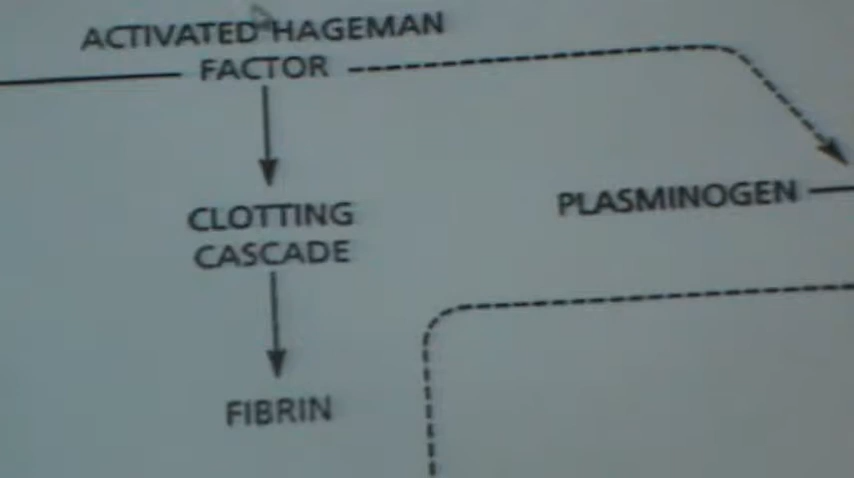 ACTIVATED HAGEMAN
FACTOR
PLASMINOGEN
CLOTTING
CASCADE
FIBRIN